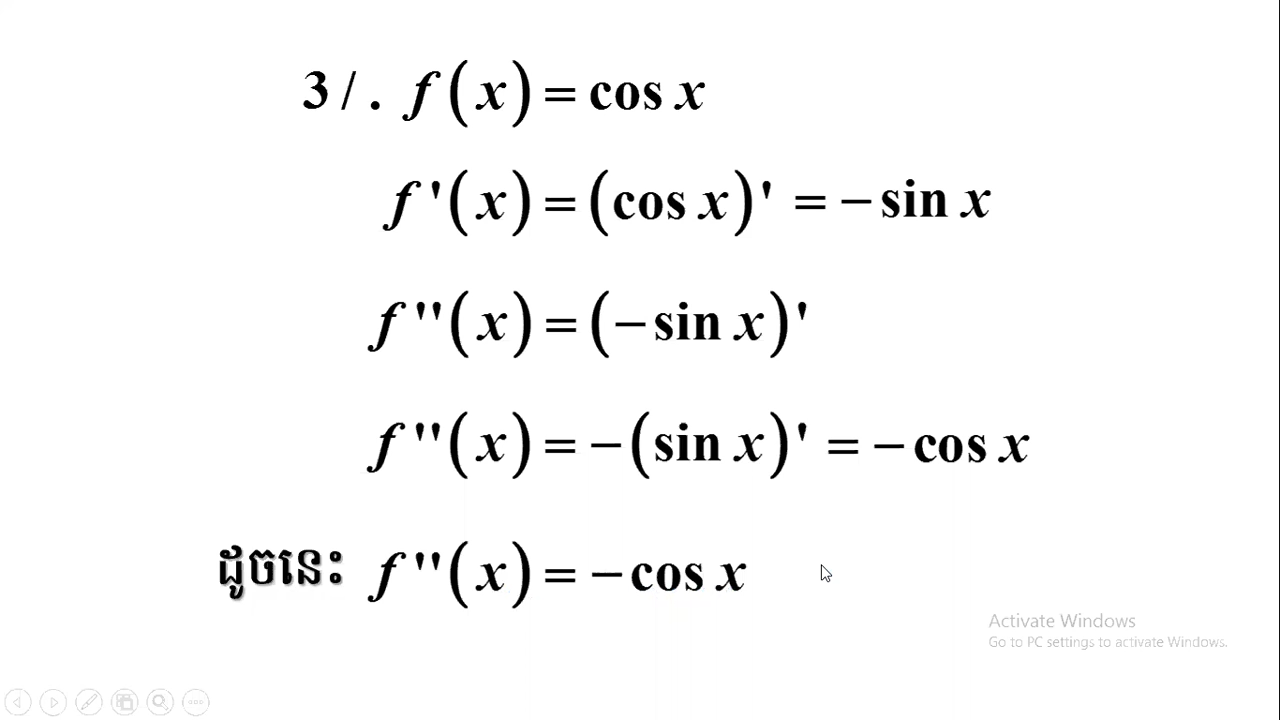 3 / . f(x) = cos x
f'(x) = (cos x)' = − sin x
f''(x) = (− sin x)'
f''(x) = −(sin x)' = − cos x
ដូចនេះ f''(x) = − cos x
Activate Windows
Go to PC settings to activate Windows.